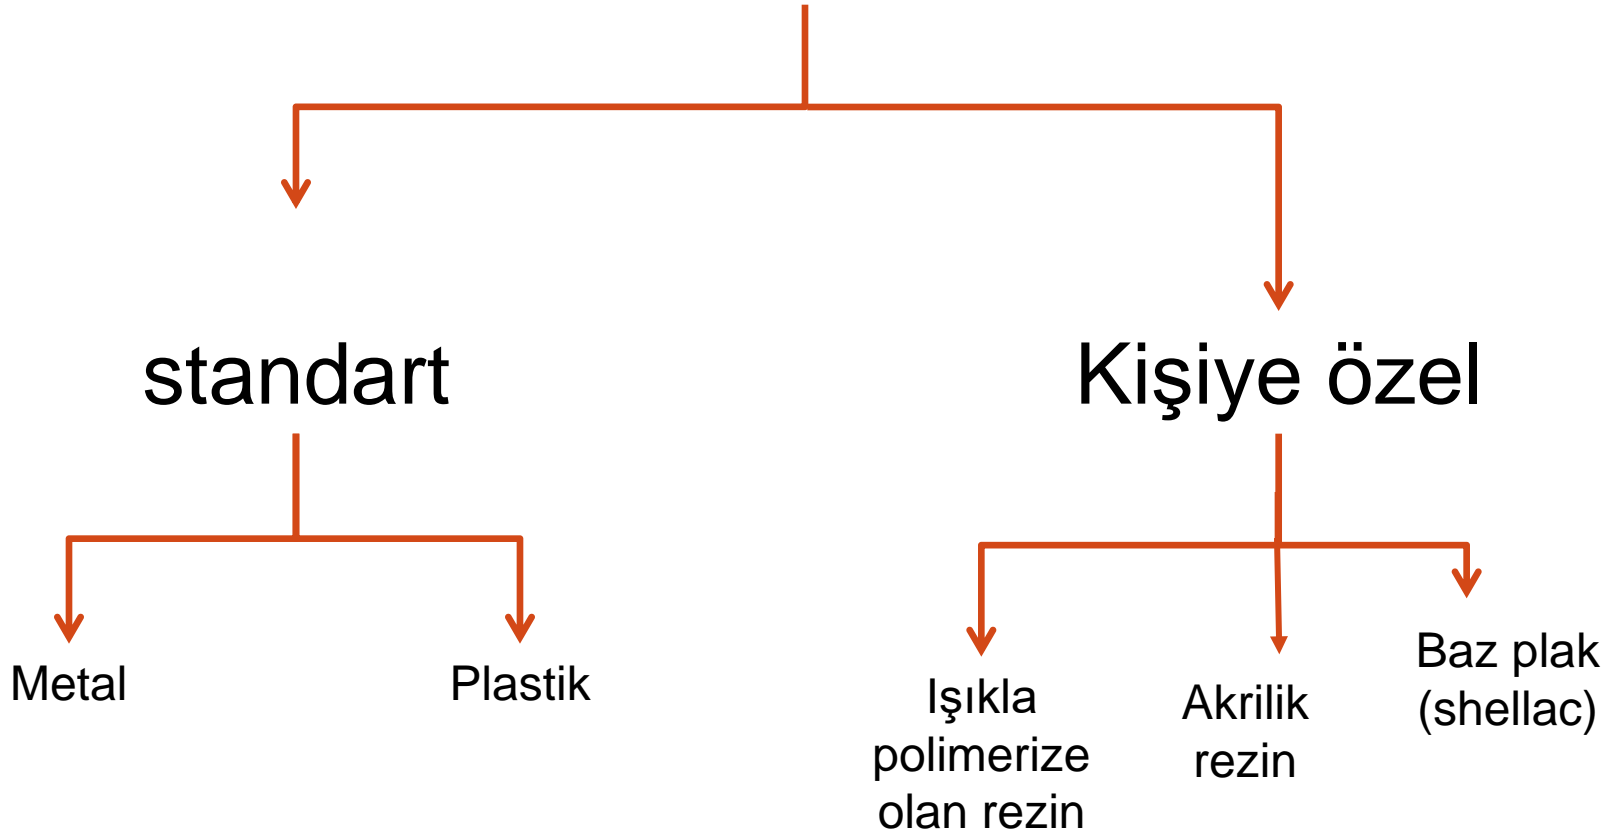 standart
Kişiye özel
Metal
Plastik
Işıkla
polimerize
olan rezin
Akrilik
rezin
Baz plak
(shellac)